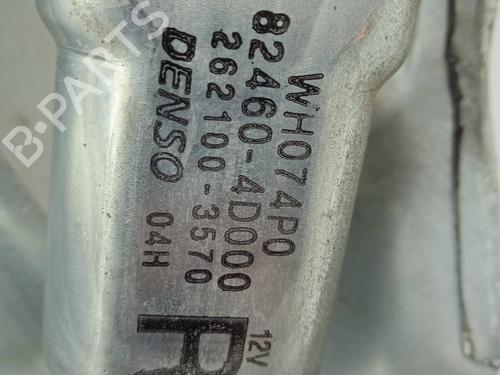 WH074P0
82460-4D000
262100-3570
DENSO 04H
12V
R
B-PARTS